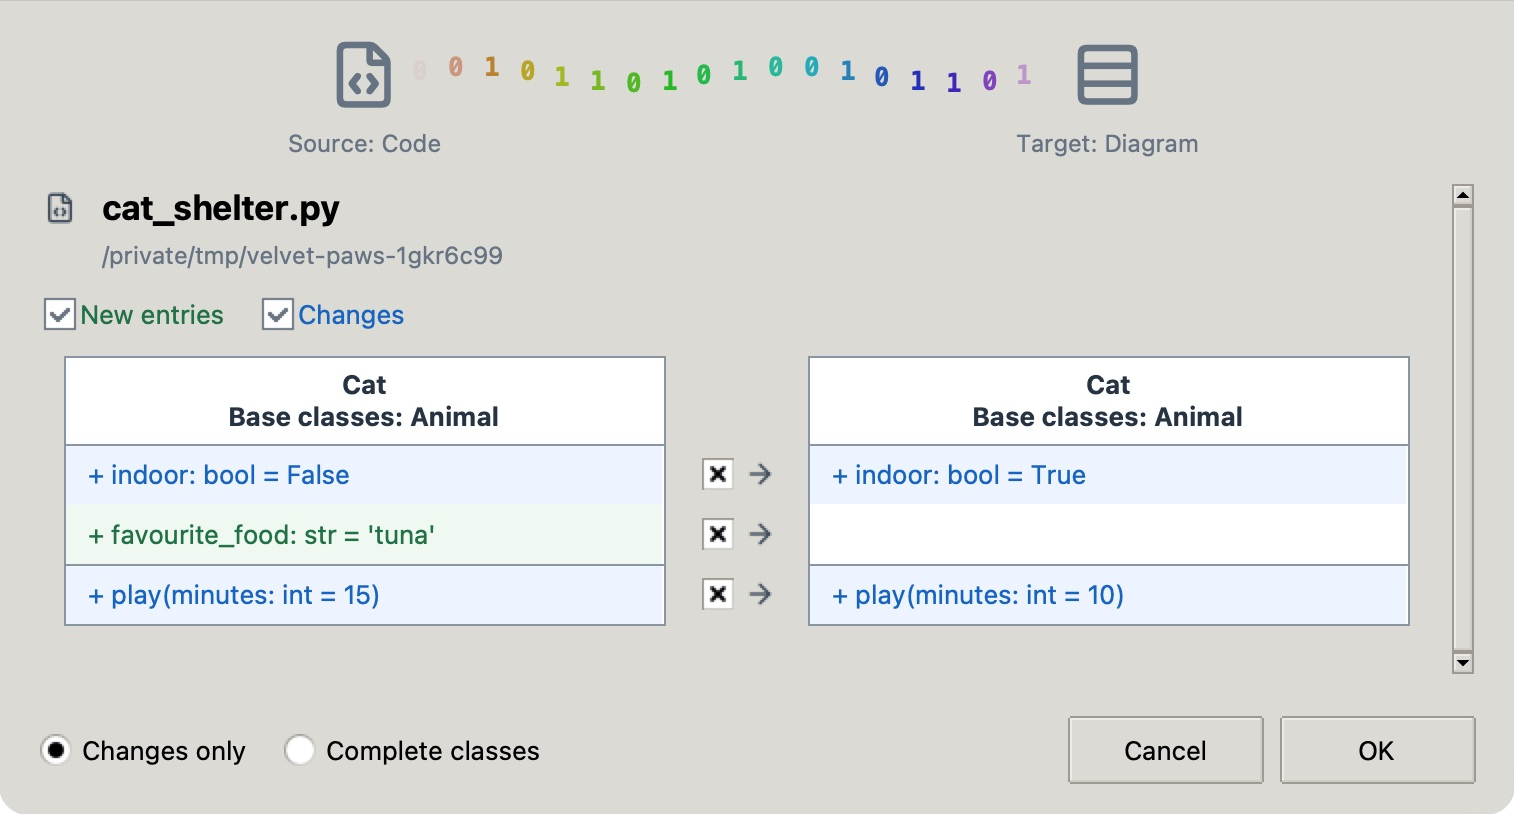 0 0 1 0 1 1 0 1 0 1 0 0 1 0 1 1 0 1
Source: Code
Target: Diagram
cat_shelter.py
/private/tmp/velvet-paws-1gkr6c99
New entries
Changes
Cat
Base classes: Animal
Cat
Base classes: Animal
+ indoor: bool = False
+ indoor: bool = True
+ favourite_food: str = 'tuna'
+ play(minutes: int = 15)
+ play(minutes: int = 10)
Changes only
Complete classes
Cancel
OK